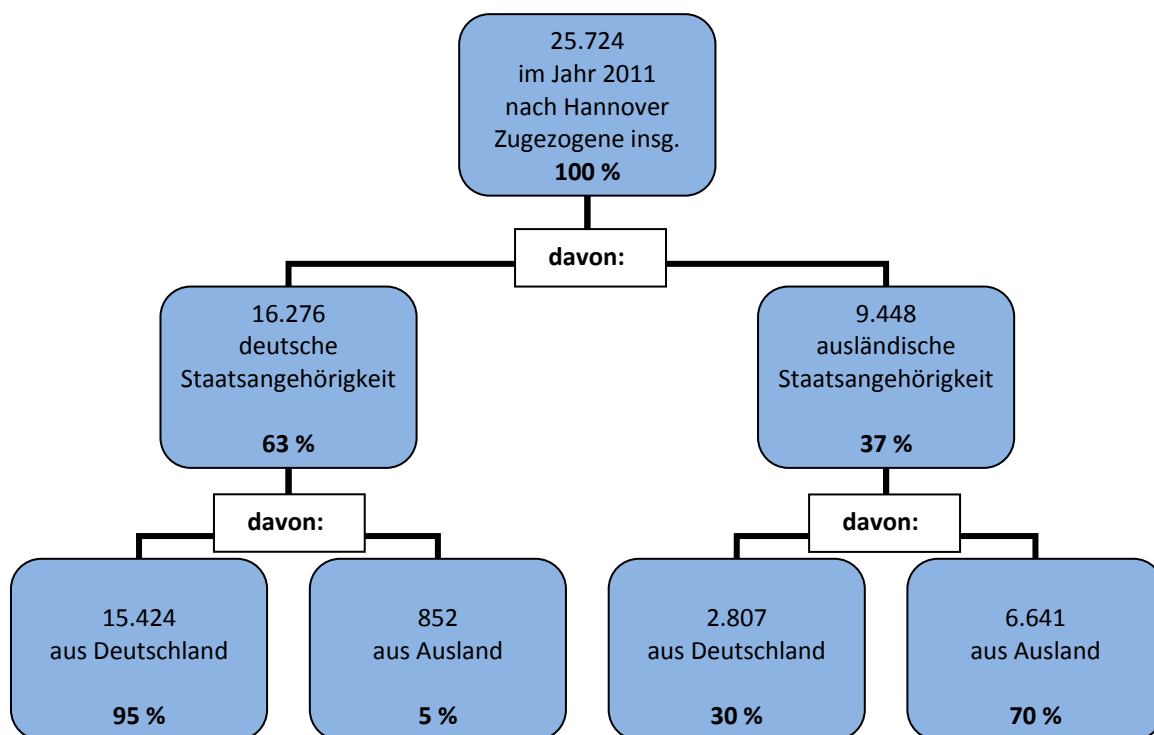 25.724
im Jahr 2011
nach Hannover
Zugezogene insg.
100 %
davon:
16.276
deutsche
Staatsangehörigkeit
63 %
9.448
ausländische
Staatsangehörigkeit
37 %
davon:
davon:
15.424
aus Deutschland
95 %
852
aus Ausland
5 %
2.807
aus Deutschland
30 %
6.641
aus Ausland
70 %